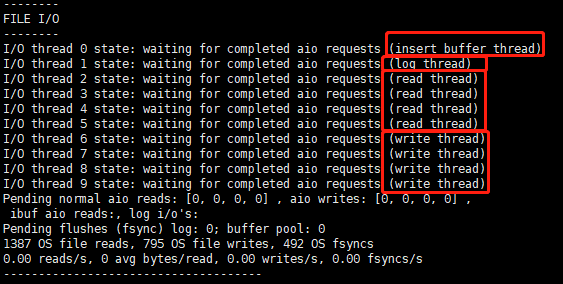 --------
FILE I/O
--------
I/O thread 0 state: waiting for completed aio requests (insert buffer thread)
I/O thread 1 state: waiting for completed aio requests (log thread)
I/O thread 2 state: waiting for completed aio requests (read thread)
I/O thread 3 state: waiting for completed aio requests (read thread)
I/O thread 4 state: waiting for completed aio requests (read thread)
I/O thread 5 state: waiting for completed aio requests (read thread)
I/O thread 6 state: waiting for completed aio requests (write thread)
I/O thread 7 state: waiting for completed aio requests (write thread)
I/O thread 8 state: waiting for completed aio requests (write thread)
I/O thread 9 state: waiting for completed aio requests (write thread)
Pending normal aio reads: [0, 0, 0, 0] , aio writes: [0, 0, 0, 0] ,
 ibuf aio reads:, log i/o's:
Pending flushes (fsync) log: 0; buffer pool: 0
1387 OS file reads, 795 OS file writes, 492 OS fsyncs
0.00 reads/s, 0 avg bytes/read, 0.00 writes/s, 0.00 fsyncs/s
-------------------------------------